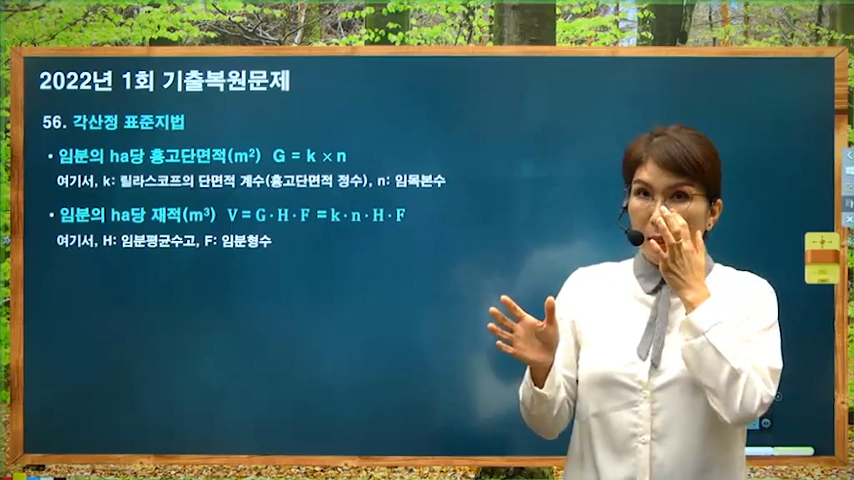 2022년 1회 기출복원문제
56. 각산정 표준지법
• 임분의 ha당 흉고단면적(m²) G = k × n
여기서, k: 릴라스코프의 단면적 계수(흉고단면적 정수), n: 임목본수
• 임분의 ha당 재적(m³) V = G · H · F = k · n · H · F
여기서, H: 임분평균수고, F: 임분형수